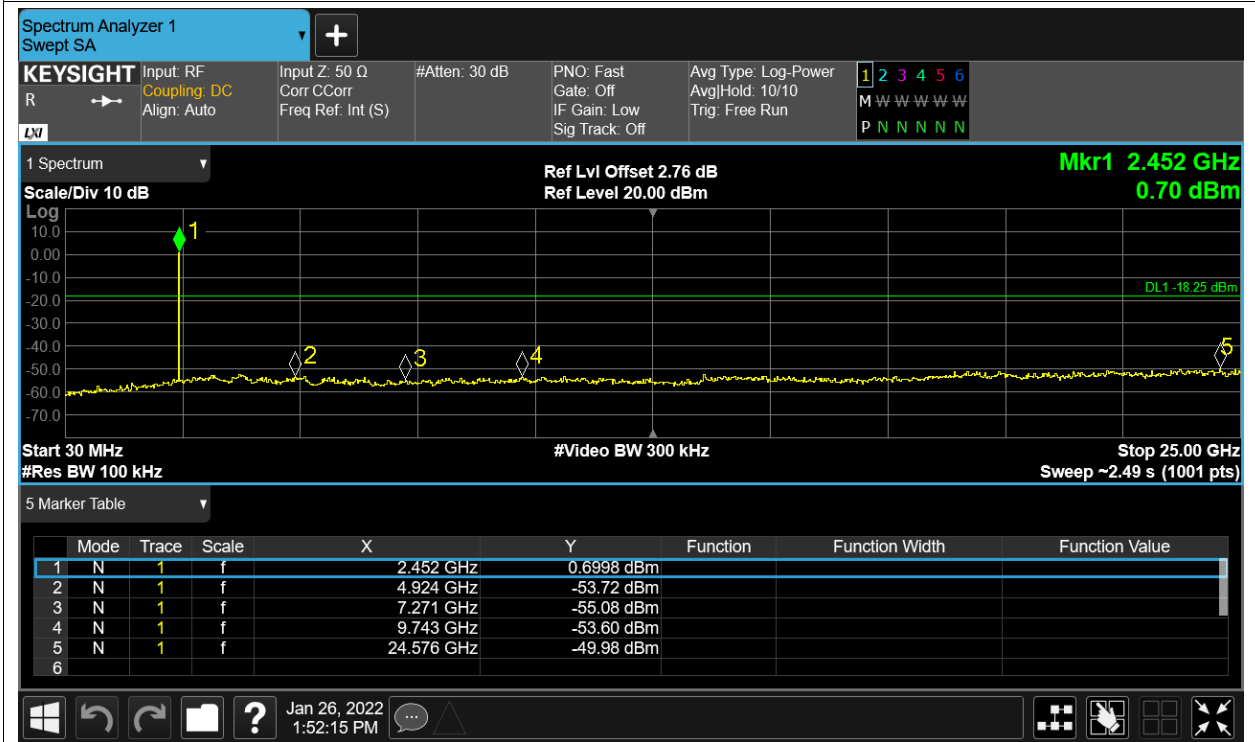 Spectrum Analyzer 1
Swept SA
KEYSIGHT
R
LXI
Input: RF
Coupling: DC
Align: Auto
Input Z: 50 Ω
Corr CCorr
Freq Ref: Int (S)
#Atten: 30 dB
PNO: Fast
Gate: Off
IF Gain: Low
Sig Track: Off
Avg Type: Log-Power
Avg|Hold: 10/10
Trig: Free Run
1 2 3 4 5 6
M W W W W W
P N N N N N
1 Spectrum
Scale/Div 10 dB
Ref Lvl Offset 2.76 dB
Ref Level 20.00 dBm
Mkr1 2.452 GHz
0.70 dBm
Log
10.0
0.00
-10.0
-20.0
-30.0
-40.0
-50.0
-60.0
-70.0
1
2
3
4
5
DL1 -18.25 dBm
Start 30 MHz
#Res BW 100 kHz
#Video BW 300 kHz
Stop 25.00 GHz
Sweep ~2.49 s (1001 pts)
5 Marker Table
Mode Trace Scale X Y Function Function Width Function Value
1 N 1 f 2.452 GHz 0.6998 dBm
2 N 1 f 4.924 GHz -53.72 dBm
3 N 1 f 7.271 GHz -55.08 dBm
4 N 1 f 9.743 GHz -53.60 dBm
5 N 1 f 24.576 GHz -49.98 dBm
6
?
Jan 26, 2022
1:52:15 PM